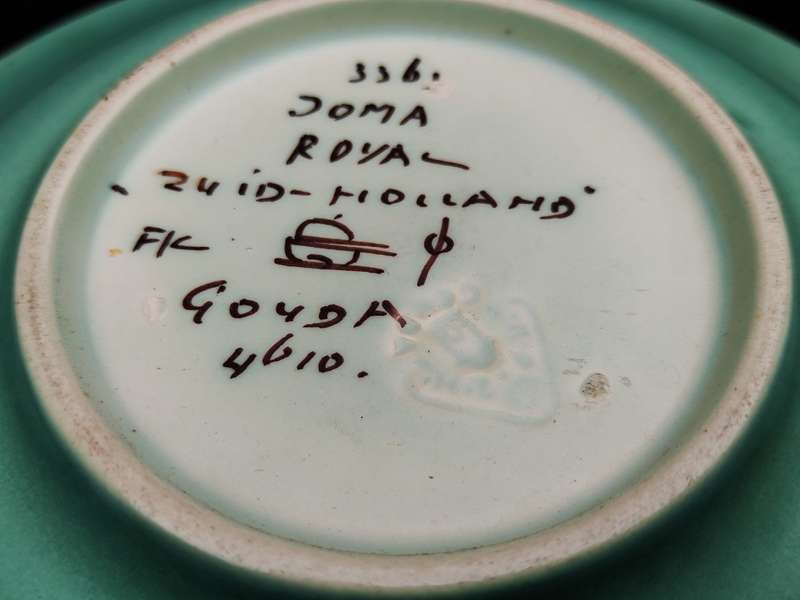 336.
JOMA
ROYAL
"ZUID-HOLLAND"
FK
GOUDA
4610.